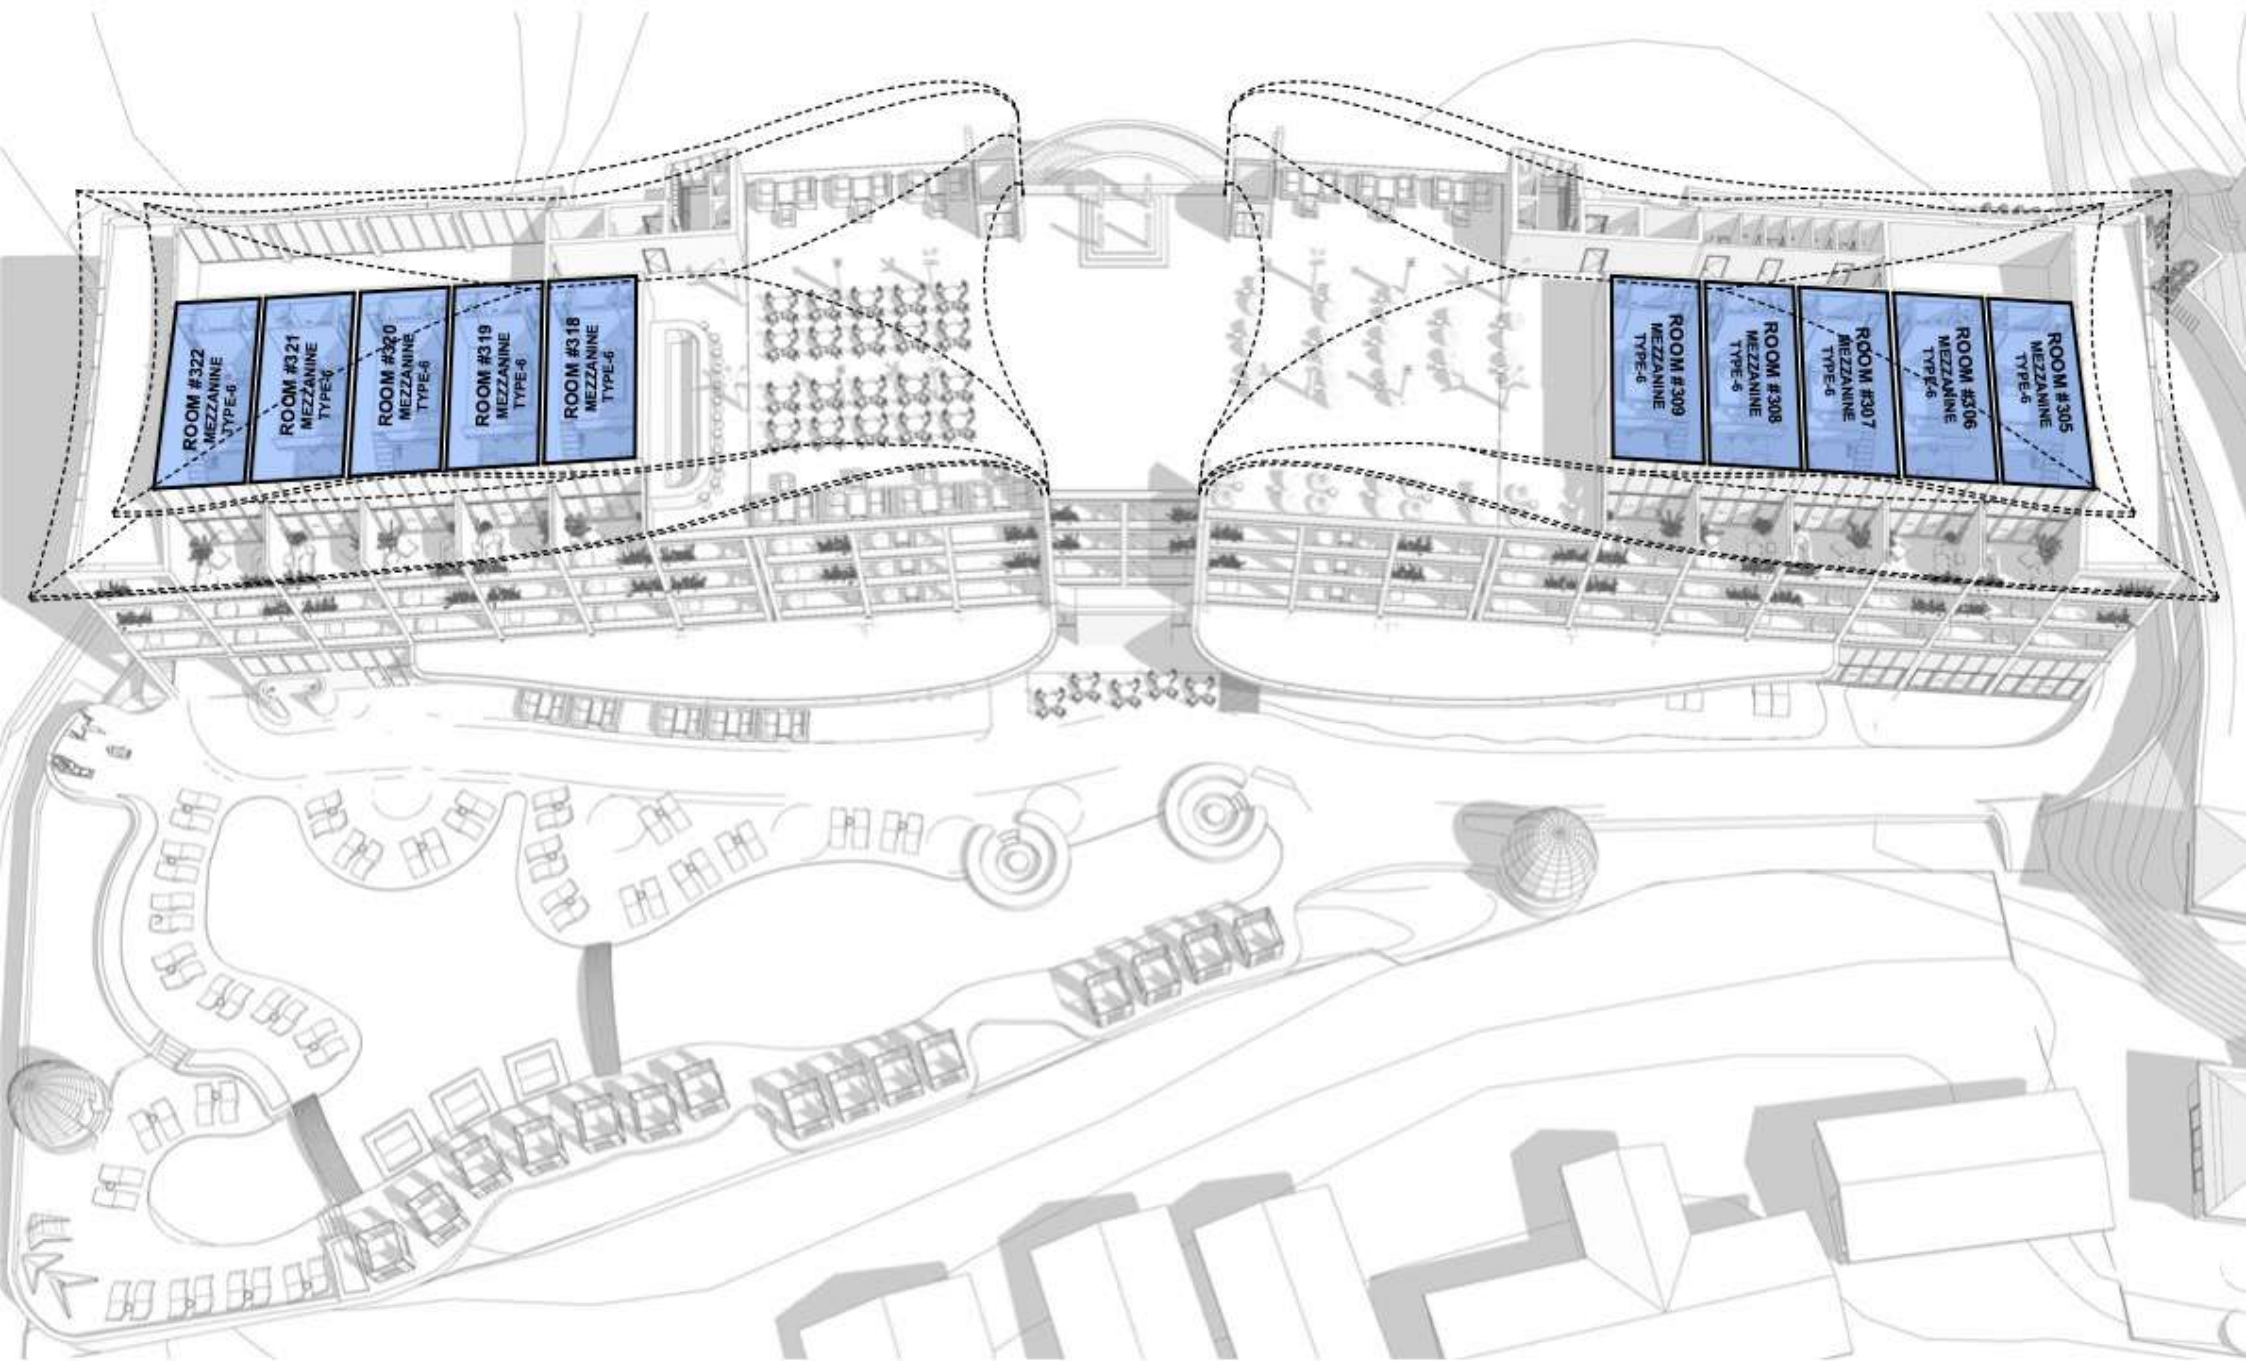 ROOM #322
MEZZANINE
TYPE-6
ROOM #321
MEZZANINE
TYPE-6
ROOM #320
MEZZANINE
TYPE-6
ROOM #319
MEZZANINE
TYPE-6
ROOM #318
MEZZANINE
TYPE-6
ROOM #309
MEZZANINE
TYPE-6
ROOM #308
MEZZANINE
TYPE-6
ROOM #307
MEZZANINE
TYPE-6
ROOM #306
MEZZANINE
TYPE-6
ROOM #305
MEZZANINE
TYPE-6